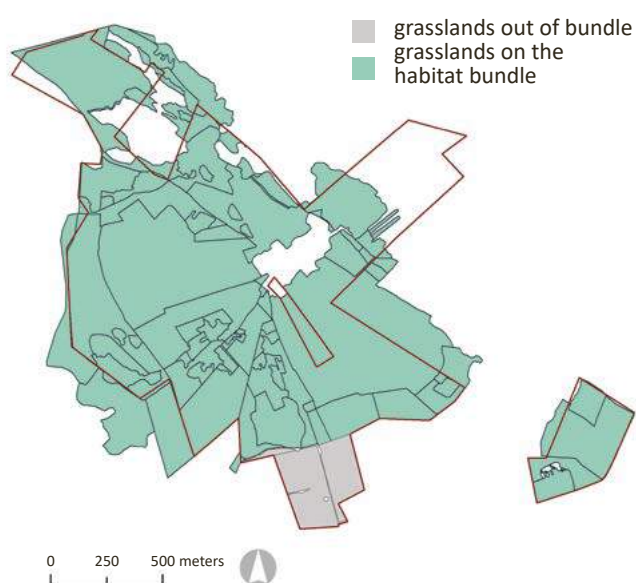 grasslands out of bundle
grasslands on the
habitat bundle
0 250 500 meters